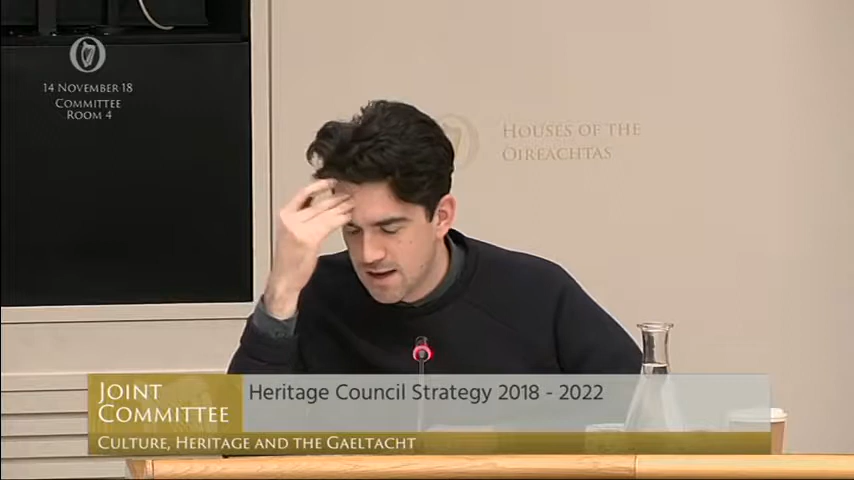 14 November 18
Committee
Room 4
Houses of the
Oireachtas
Joint
Committee
Heritage Council Strategy 2018 - 2022
Culture, Heritage and the Gaeltacht